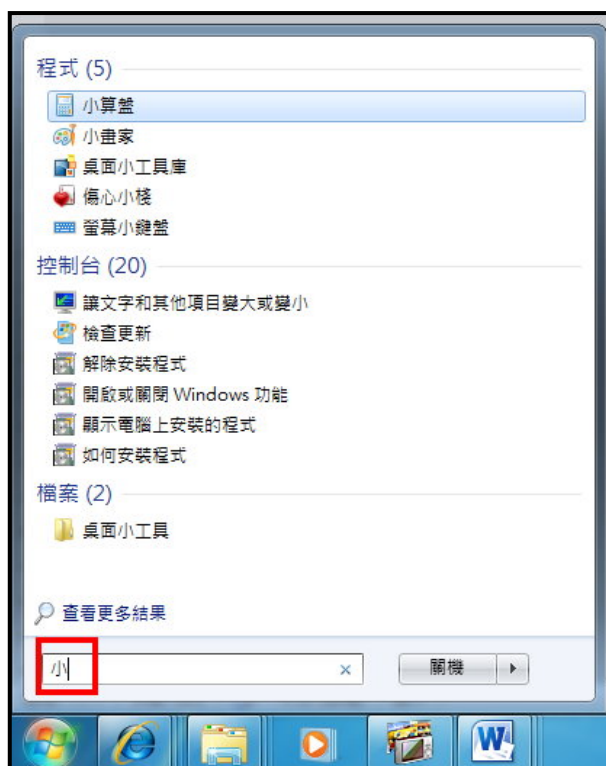 程式 (5)
小算盤
小畫家
桌面小工具庫
傷心小棧
螢幕小鍵盤
控制台 (20)
讓文字和其他項目變大或變小
檢查更新
解除安裝程式
開啟或關閉 Windows 功能
顯示電腦上安裝的程式
如何安裝程式
檔案 (2)
桌面小工具
查看更多結果
小
關機